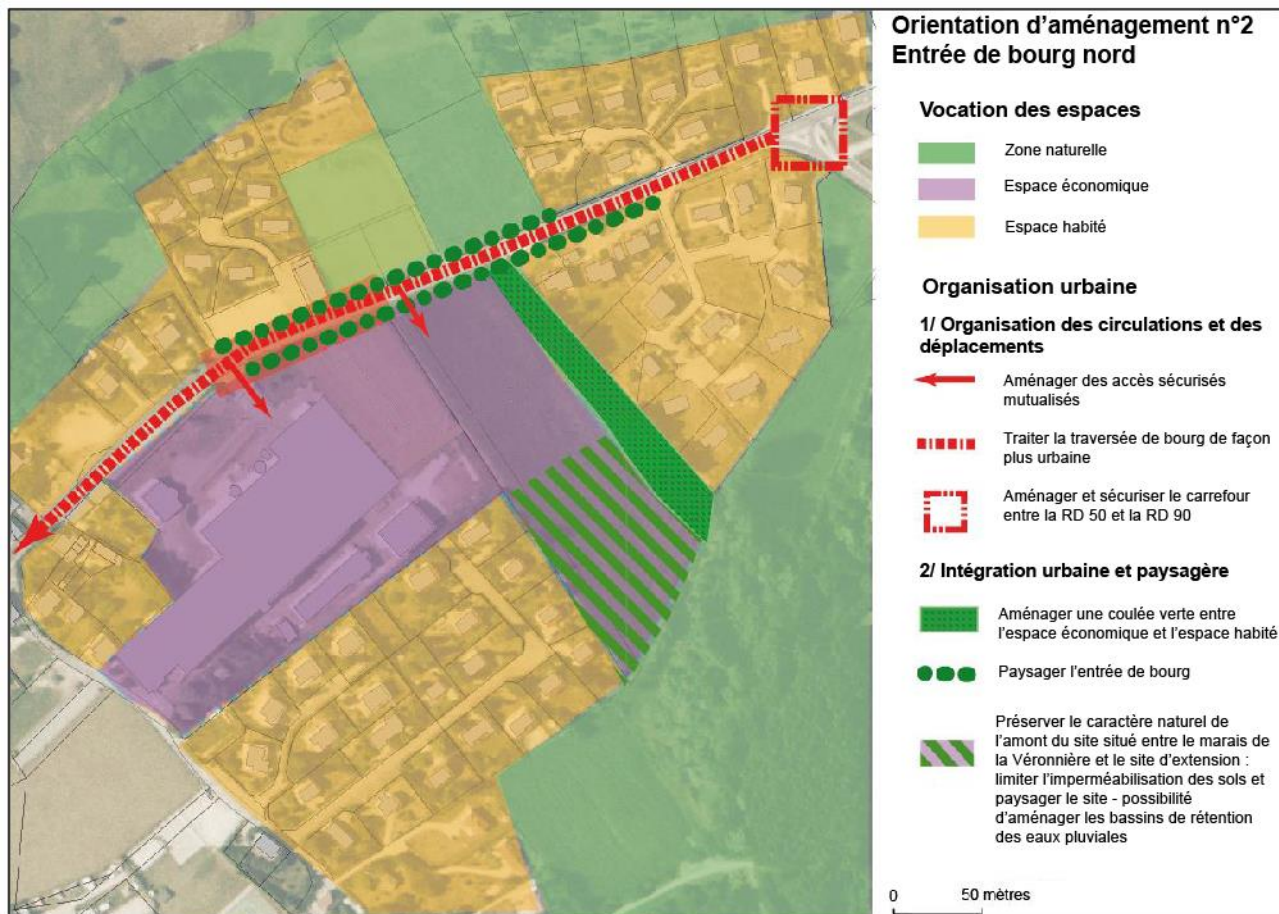 Orientation d'aménagement n°2
Entrée de bourg nord
Vocation des espaces
Zone naturelle
Espace économique
Espace habité
Organisation urbaine
1/ Organisation des circulations et des
déplacements
Aménager des accès sécurisés
mutualisés
Traiter la traversée de bourg de façon
plus urbaine
Aménager et sécuriser le carrefour
entre la RD 50 et la RD 90
2/ Intégration urbaine et paysagère
Aménager une coulée verte entre
l'espace économique et l'espace habité
Paysager l'entrée de bourg
Préserver le caractère naturel de
l'amont du site situé entre le marais de
la Véronnière et le site d'extension :
limiter l'imperméabilisation des sols et
paysager le site - possibilité
d'aménager les bassins de rétention
des eaux pluviales
0 50 mètres